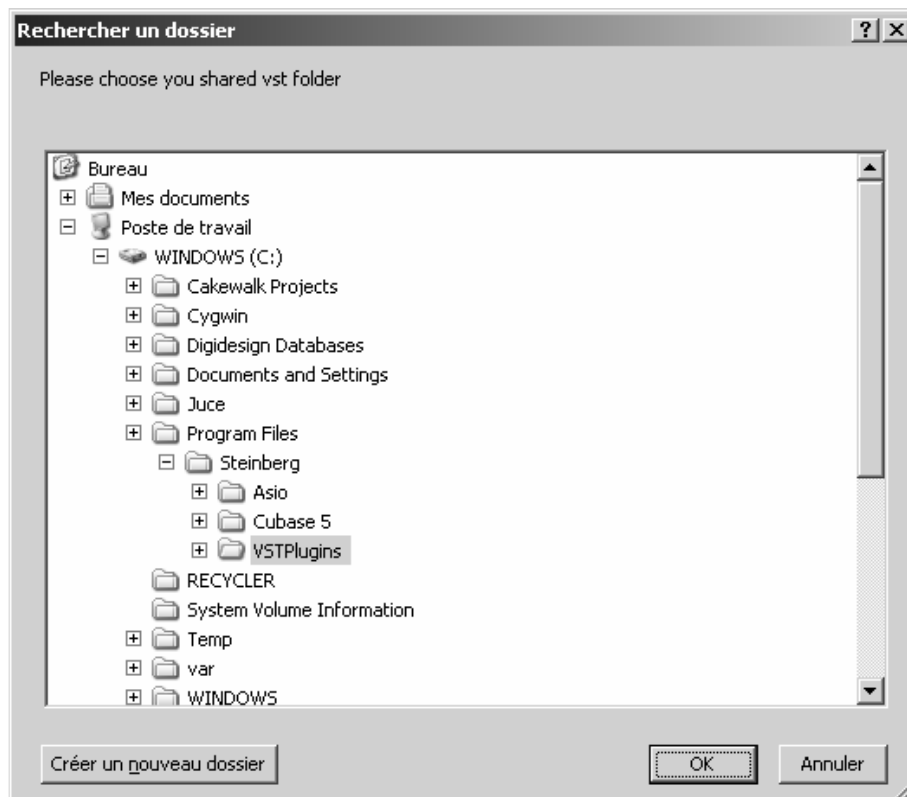 Rechercher un dossier
Please choose you shared vst folder
Bureau
Mes documents
Poste de travail
WINDOWS (C:)
Cakewalk Projects
Cygwin
Digidesign Databases
Documents and Settings
Juce
Program Files
Steinberg
Asio
Cubase 5
VSTPlugins
RECYCLER
System Volume Information
Temp
var
WINDOWS
Créer un nouveau dossier
OK
Annuler